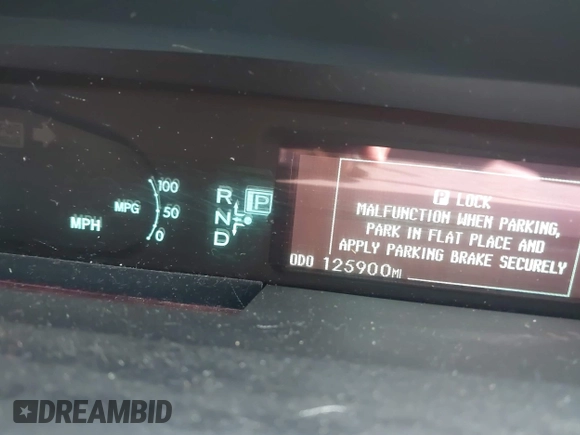 100
MPG
50
MPH
0
R
P
N
D
P LOCK
MALFUNCTION WHEN PARKING,
PARK IN FLAT PLACE AND
APPLY PARKING BRAKE SECURELY
ODO 125900MI
DREAMBID